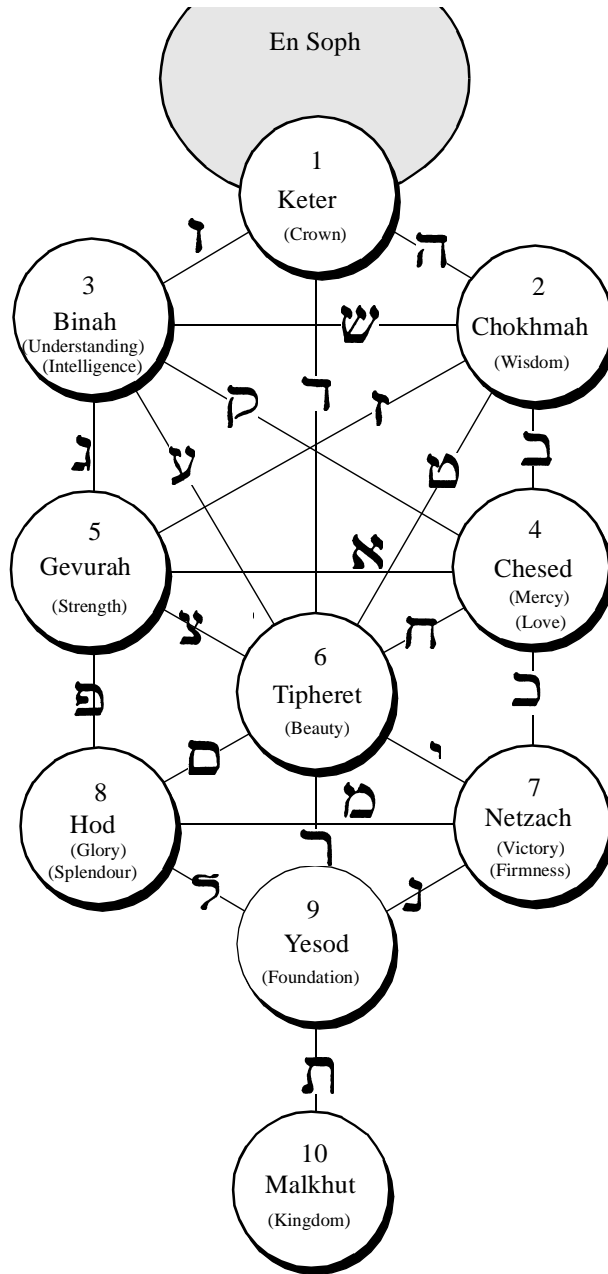 En Soph
1
Keter
(Crown)
ו
ה
3
Binah
(Understanding)
(Intelligence)
2
Chokhmah
(Wisdom)
ש
ק
ד
ז
ג
ע
ט
ב
5
Gevurah
(Strength)
א
4
Chesed
(Mercy)
(Love)
צ
ח
6
Tipheret
(Beauty)
פ
כ
ס
י
8
Hod
(Glory)
(Splendour)
מ
ר
7
Netzach
(Victory)
(Firmness)
ל
נ
9
Yesod
(Foundation)
ת
10
Malkhut
(Kingdom)